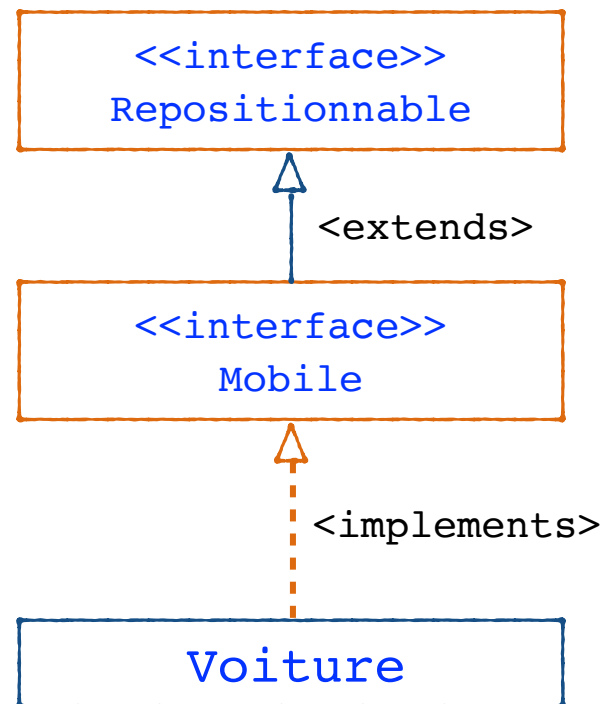 <<interface>>
Repositionnable
<extends>
<<interface>>
Mobile
<implements>
Voiture